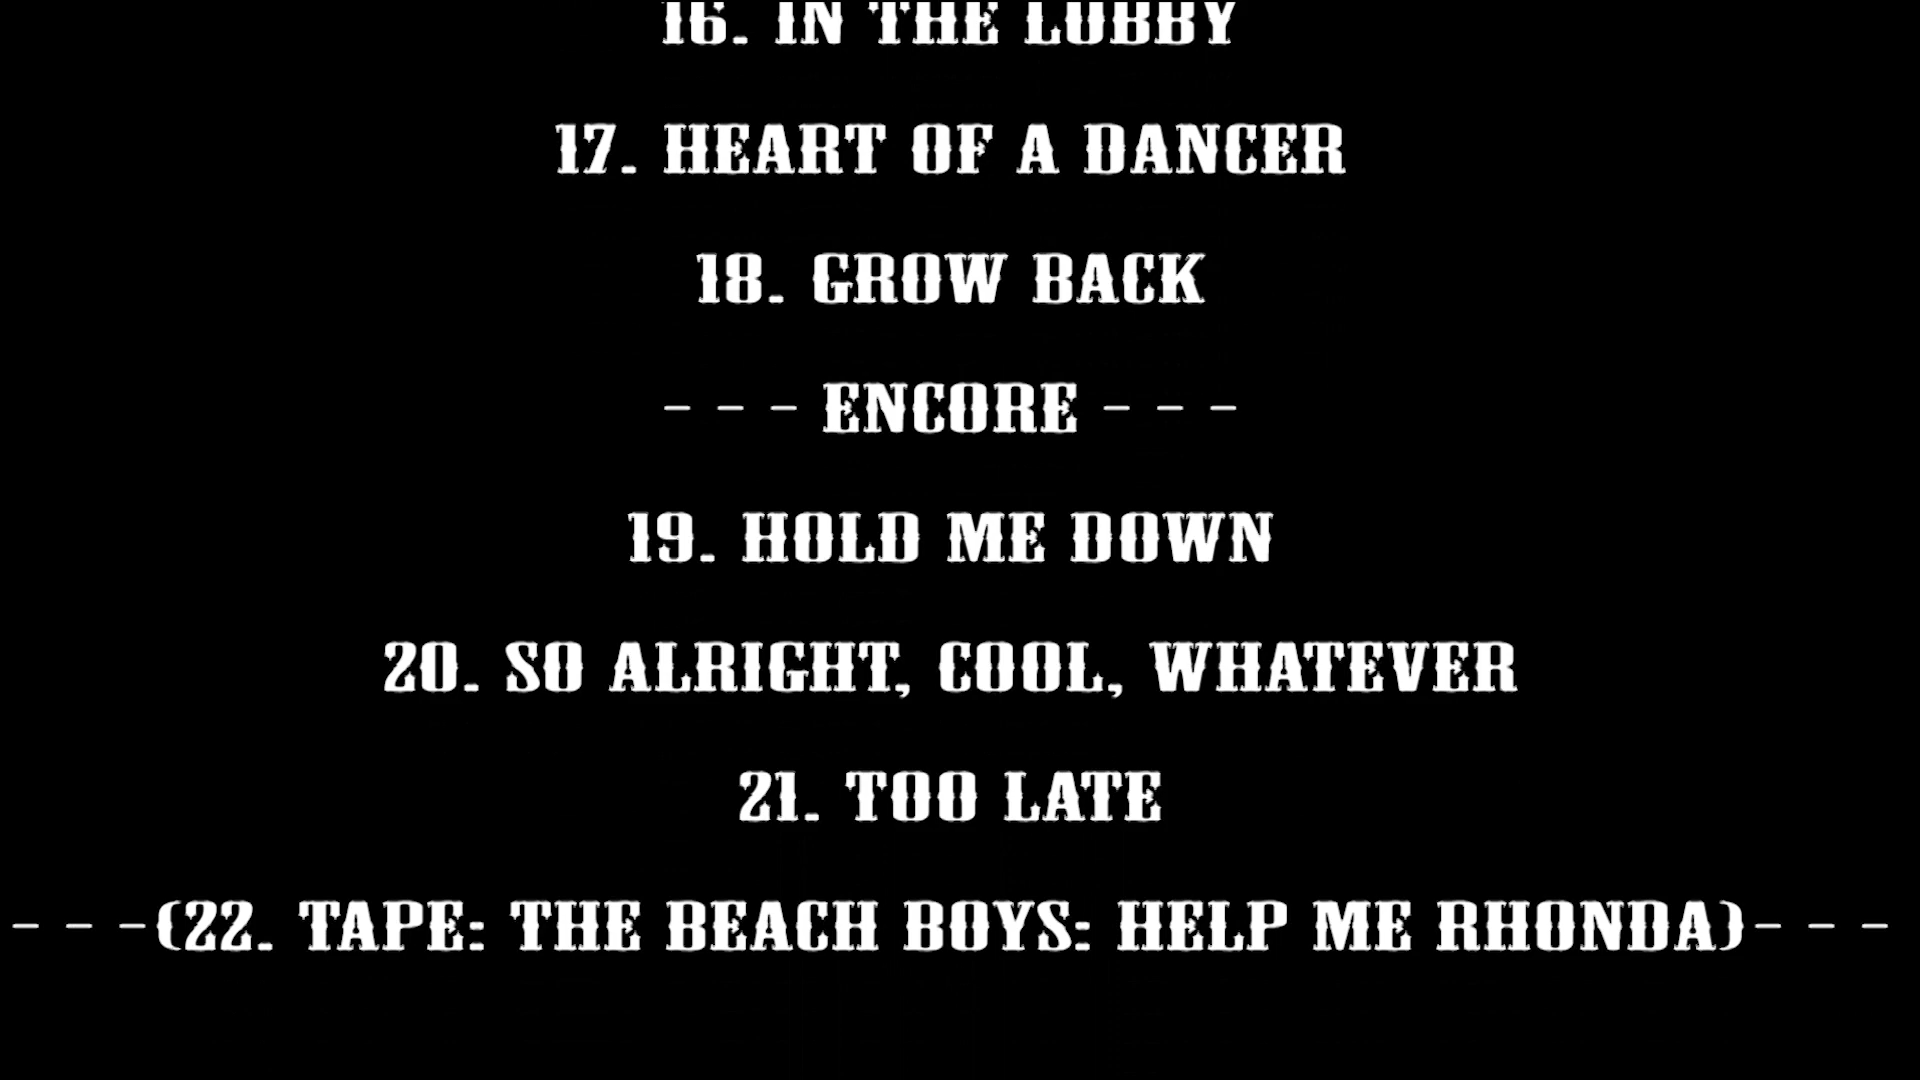 16. IN THE LOBBY
17. HEART OF A DANCER
18. GROW BACK
- - - ENCORE - - -
19. HOLD ME DOWN
20. SO ALRIGHT, COOL, WHATEVER
21. TOO LATE
- - -(22. TAPE: THE BEACH BOYS: HELP ME RHONDA)- - -